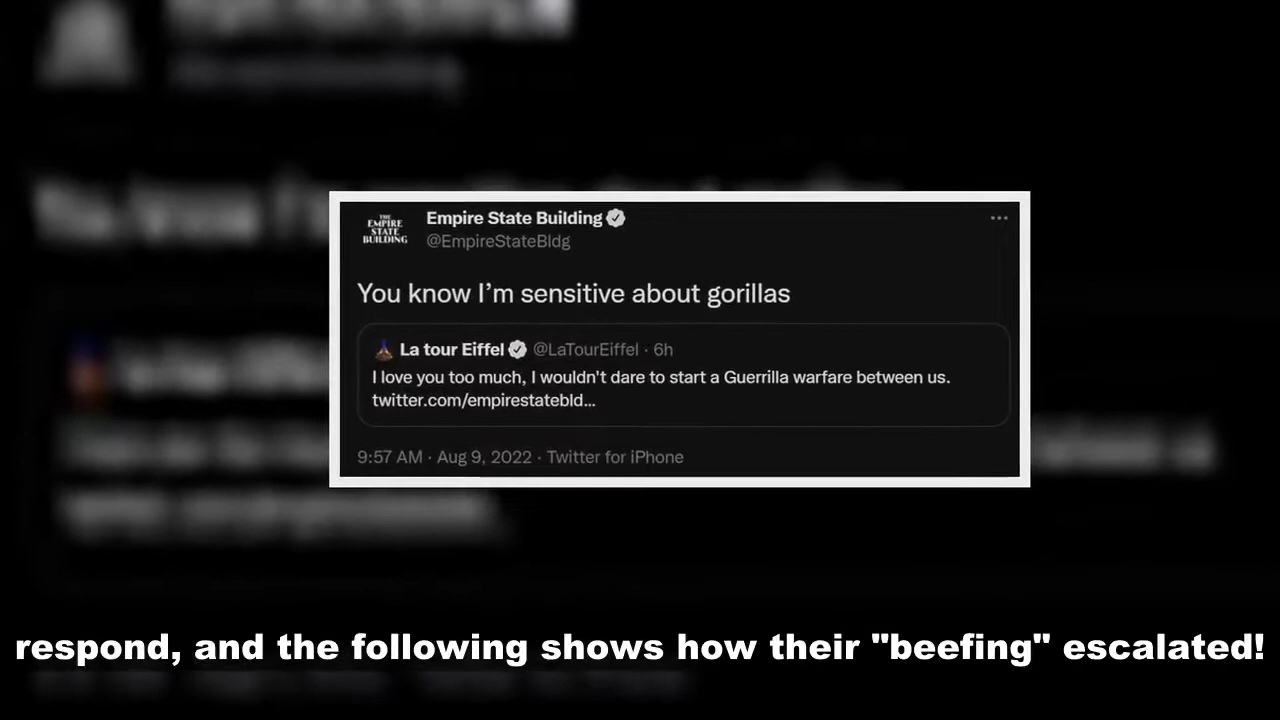 THE
EMPIRE
STATE
BUILDING
Empire State Building
@EmpireStateBldg
You know I'm sensitive about gorillas
La tour Eiffel @LaTourEiffel · 6h
I love you too much, I wouldn't dare to start a Guerrilla warfare between us.
twitter.com/empirestatebld...
9:57 AM · Aug 9, 2022 · Twitter for iPhone
respond, and the following shows how their "beefing" escalated!